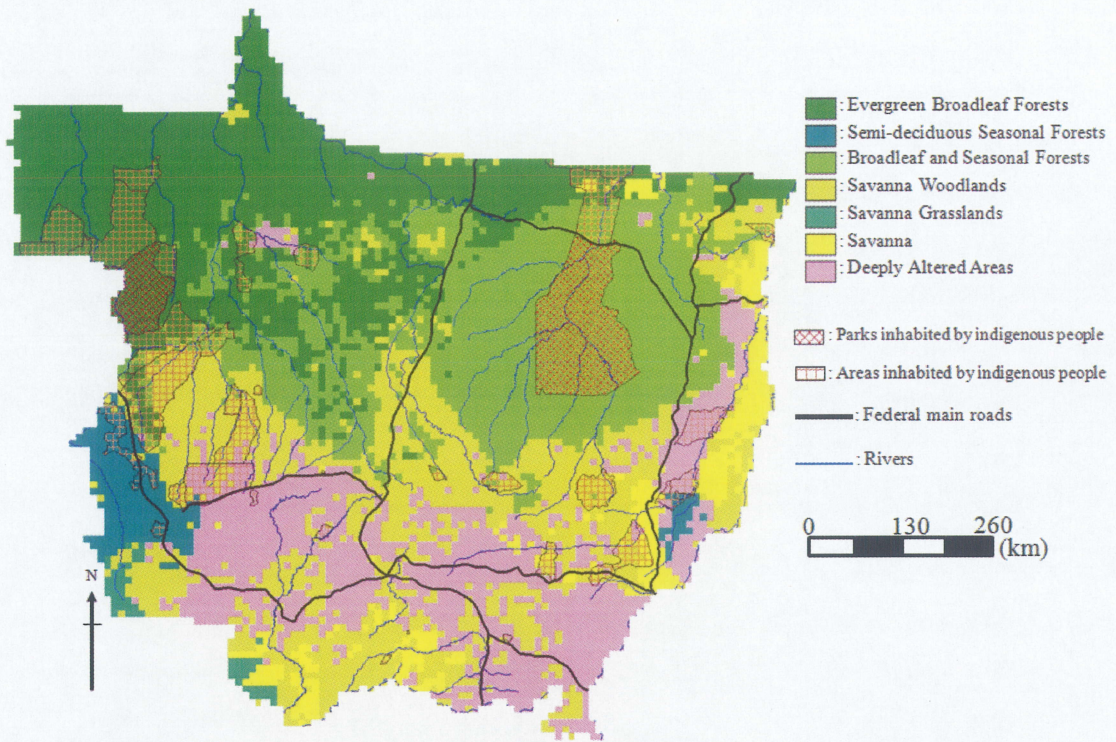 : Evergreen Broadleaf Forests
: Semi-deciduous Seasonal Forests
: Broadleaf and Seasonal Forests
: Savanna Woodlands
: Savanna Grasslands
: Savanna
: Deeply Altered Areas
: Parks inhabited by indigenous people
: Areas inhabited by indigenous people
: Federal main roads
: Rivers
0 130 260
(km)
N